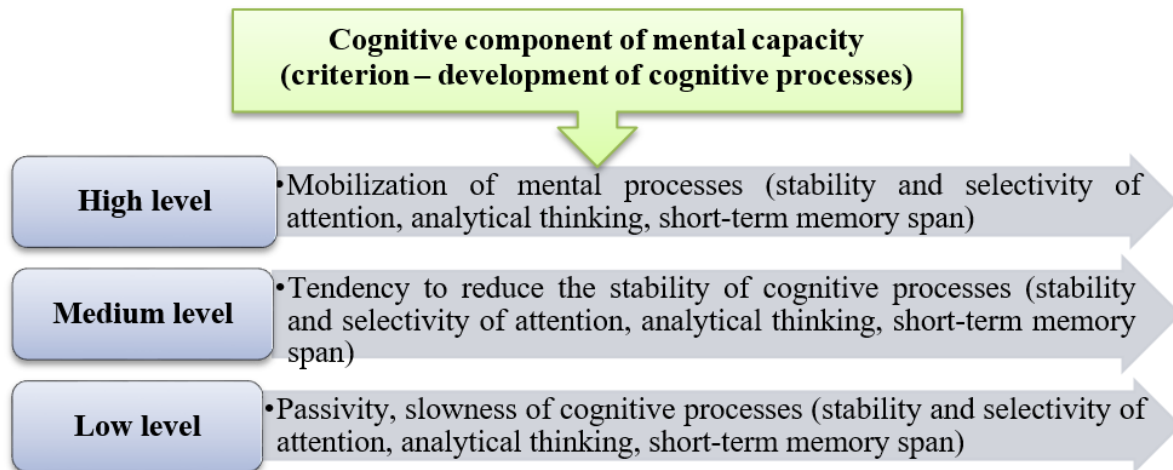 Cognitive component of mental capacity
(criterion – development of cognitive processes)
High level
•Mobilization of mental processes (stability and selectivity of
attention, analytical thinking, short-term memory span)
Medium level
•Tendency to reduce the stability of cognitive processes (stability
and selectivity of attention, analytical thinking, short-term memory
span)
Low level
•Passivity, slowness of cognitive processes (stability and selectivity of
attention, analytical thinking, short-term memory span)